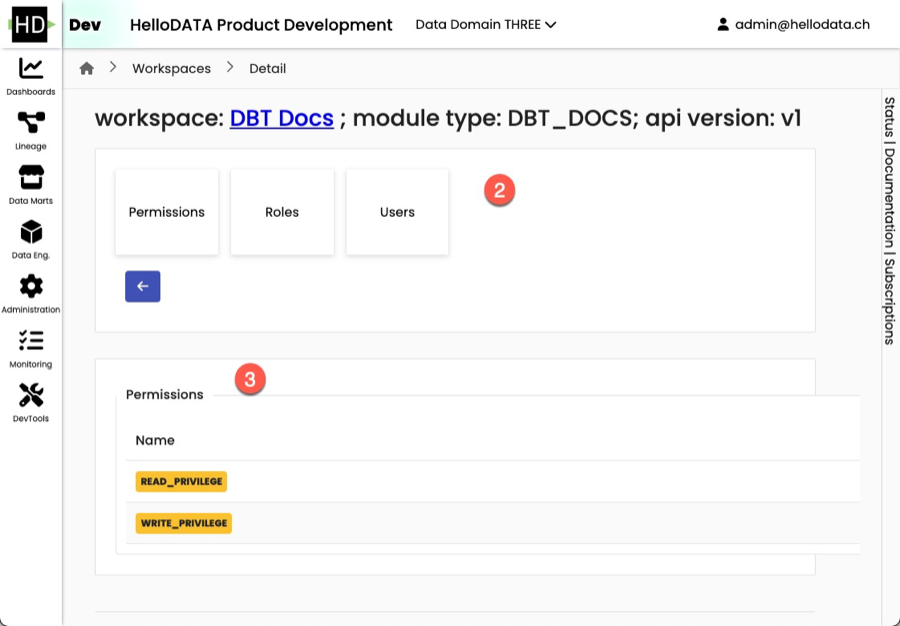 HD Dev HelloDATA Product Development Data Domain THREE admin@hellodata.ch
Workspaces Detail
Dashboards
Lineage
Data Marts
Data Eng.
Administration
Monitoring
DevTools
workspace: DBT Docs ; module type: DBT_DOCS; api version: v1
Permissions Roles Users 2
Permissions 3
Name
READ_PRIVILEGE
WRITE_PRIVILEGE
Status | Documentation | Subscriptions